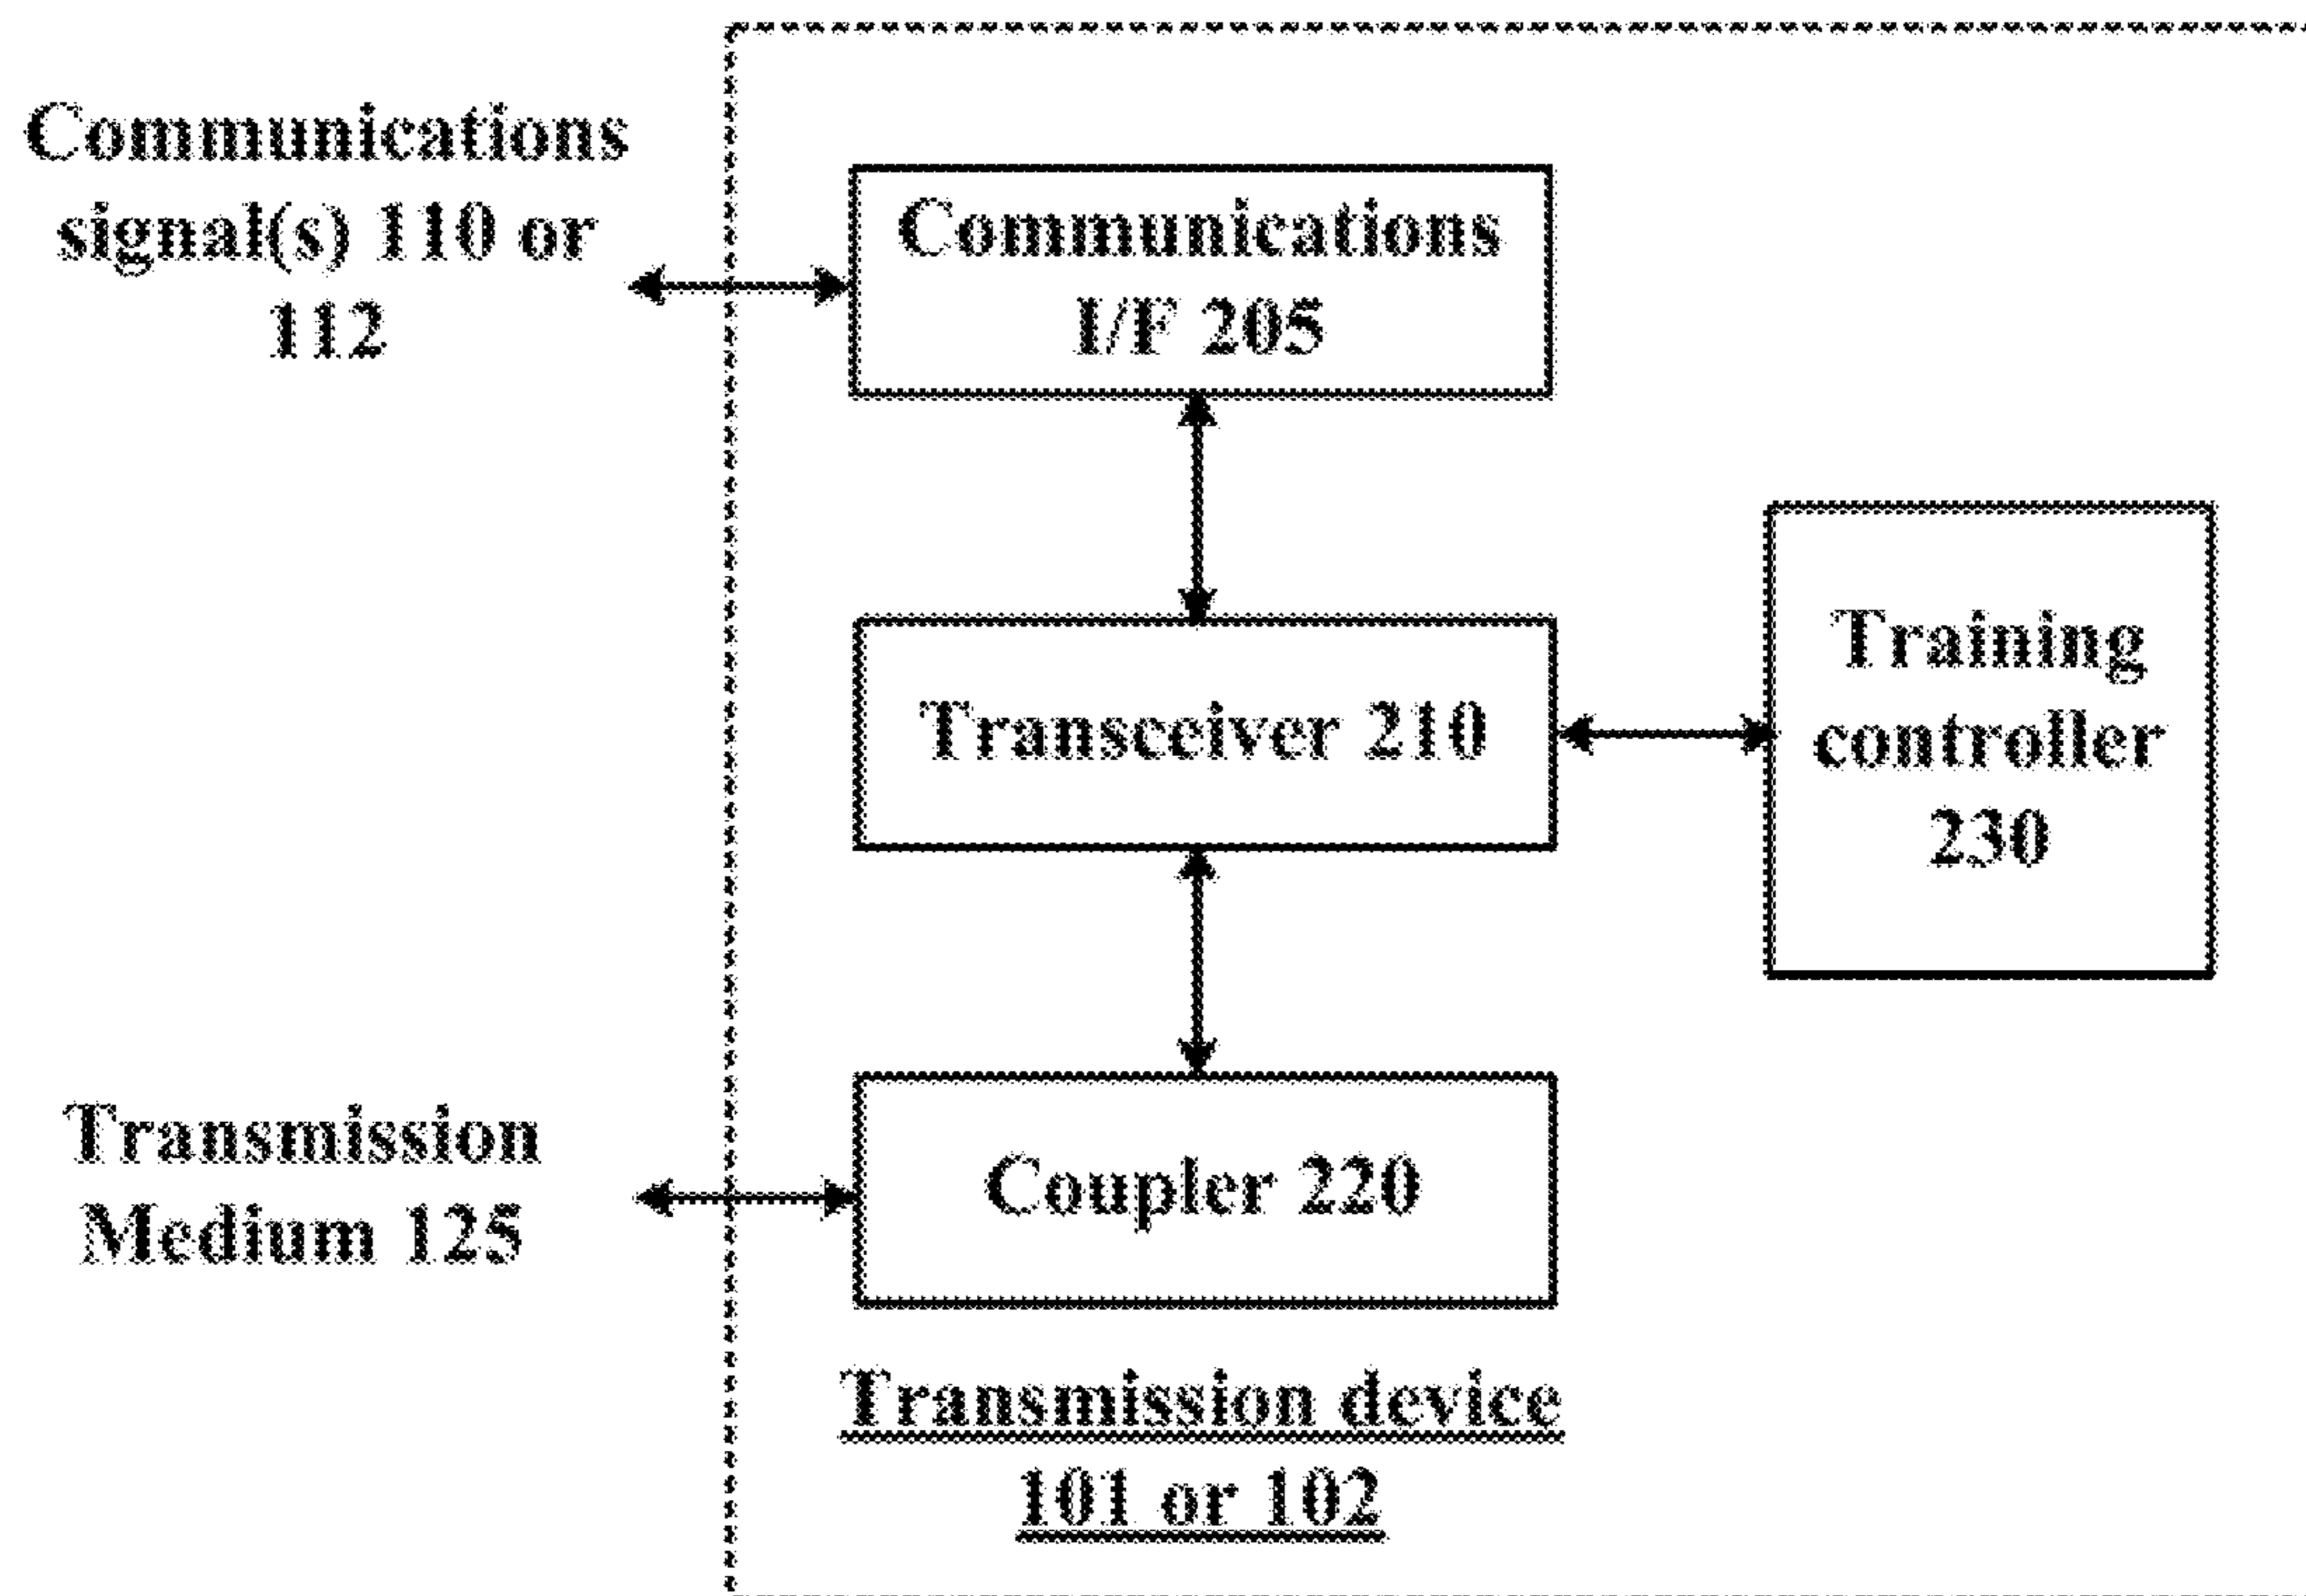 Communications
signal(s) 110 or
112
Communications
I/F 205
Transceiver 210
Training
controller
230
Transmission
Medium 125
Coupler 220
Transmission device
101 or 102